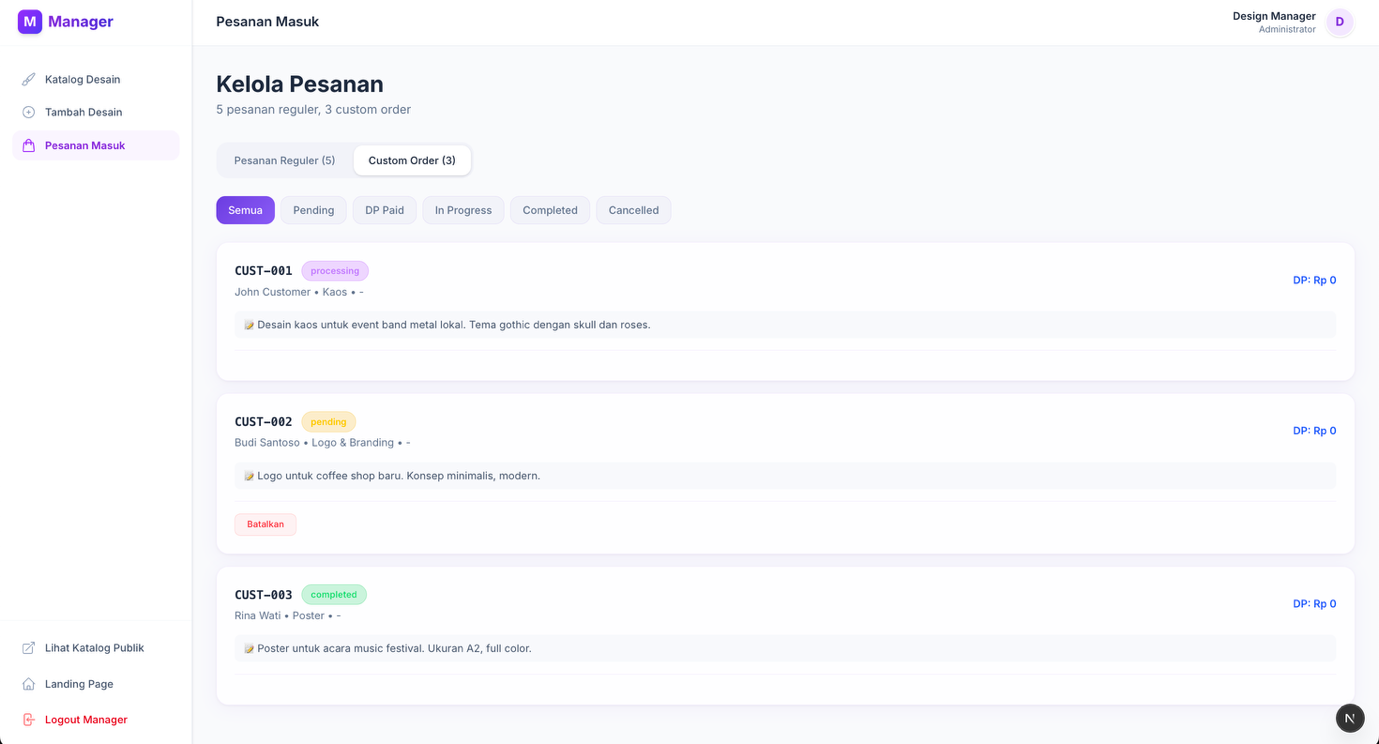 M Manager
Pesanan Masuk
Design Manager
Administrator
D
Katalog Desain
Tambah Desain
Pesanan Masuk
Kelola Pesanan
5 pesanan reguler, 3 custom order
Pesanan Reguler (5) Custom Order (3)
Semua Pending DP Paid In Progress Completed Cancelled
CUST-001 processing
DP: Rp 0
John Customer • Kaos • -
📝 Desain kaos untuk event band metal lokal. Tema gothic dengan skull dan roses.
CUST-002 pending
DP: Rp 0
Budi Santoso • Logo & Branding • -
📝 Logo untuk coffee shop baru. Konsep minimalis, modern.
Batalkan
CUST-003 completed
DP: Rp 0
Rina Wati • Poster • -
📝 Poster untuk acara music festival. Ukuran A2, full color.
Lihat Katalog Publik
Landing Page
Logout Manager
N